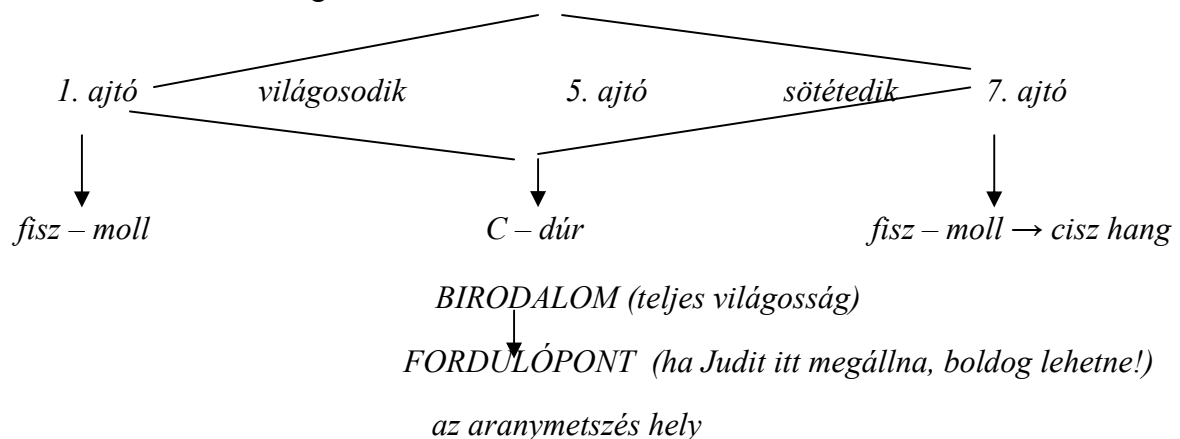 1. ajtó világosodik 5. ajtó sötétedik 7. ajtó
fisz – moll C – dúr fisz – moll → cisz hang
BIRODALOM (teljes világosság)
FORDULÓPONT (ha Judit itt megállna, boldog lehetne!)
az aranymetszés hely